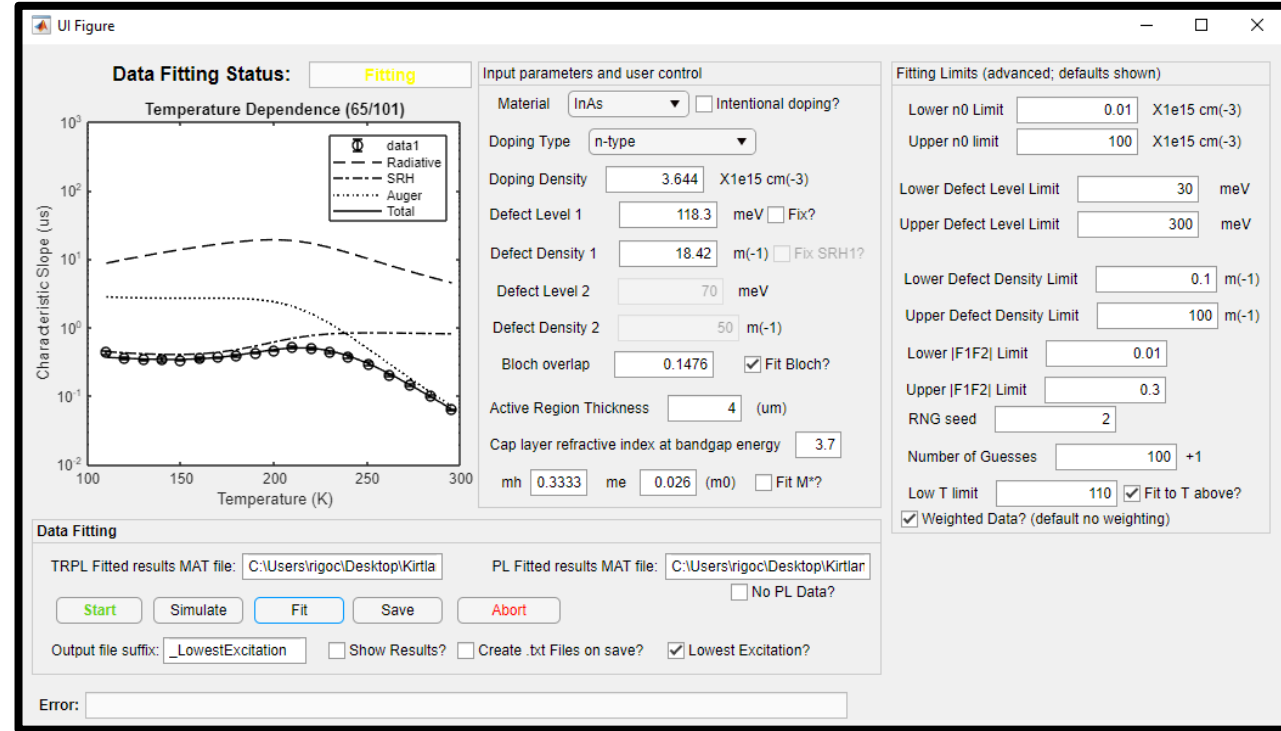 UI Figure
Data Fitting Status: Fitting
Temperature Dependence (65/101)
10³
10²
10¹
10⁰
10⁻¹
10⁻²
Characteristic Slope (us)
100 150 200 250 300
Temperature (K)
data1
Radiative
SRH
Auger
Total
Input parameters and user control
Material InAs Intentional doping?
Doping Type n-type
Doping Density 3.644 X1e15 cm(-3)
Defect Level 1 118.3 meV Fix?
Defect Density 1 18.42 m(-1) Fix SRH1?
Defect Level 2 70 meV
Defect Density 2 50 m(-1)
Bloch overlap 0.1476 Fit Bloch?
Active Region Thickness 4 (um)
Cap layer refractive index at bandgap energy 3.7
mh 0.3333 me 0.026 (m0) Fit M*?
Fitting Limits (advanced; defaults shown)
Lower n0 Limit 0.01 X1e15 cm(-3)
Upper n0 limit 100 X1e15 cm(-3)
Lower Defect Level Limit 30 meV
Upper Defect Level Limit 300 meV
Lower Defect Density Limit 0.1 m(-1)
Upper Defect Density Limit 100 m(-1)
Lower |F1F2| Limit 0.01
Upper |F1F2| Limit 0.3
RNG seed 2
Number of Guesses 100 +1
Low T limit 110 Fit to T above?
Weighted Data? (default no weighting)
Data Fitting
TRPL Fitted results MAT file: C:\Users\rigoc\Desktop\Kirtla
PL Fitted results MAT file: C:\Users\rigoc\Desktop\Kirtlan
No PL Data?
Start Simulate Fit Save Abort
Output file suffix: _LowestExcitation Show Results? Create .txt Files on save? Lowest Excitation?
Error: